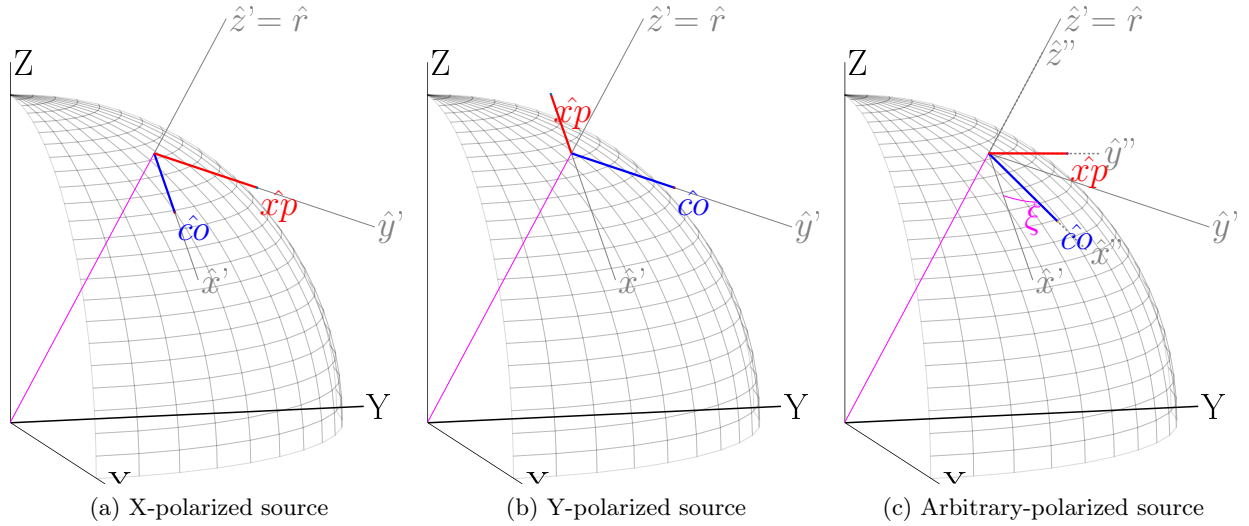 ẑ'= r̂
Z
x̂p
ĉo
ŷ'
x̂'
Y
(a) X-polarized source
ẑ'= r̂
Z
x̂p
ĉo
ŷ'
x̂'
Y
(b) Y-polarized source
ẑ'= r̂
ẑ"
Z
ŷ"
x̂p
ξ
ĉo
x̂"
ŷ'
x̂'
Y
(c) Arbitrary-polarized source